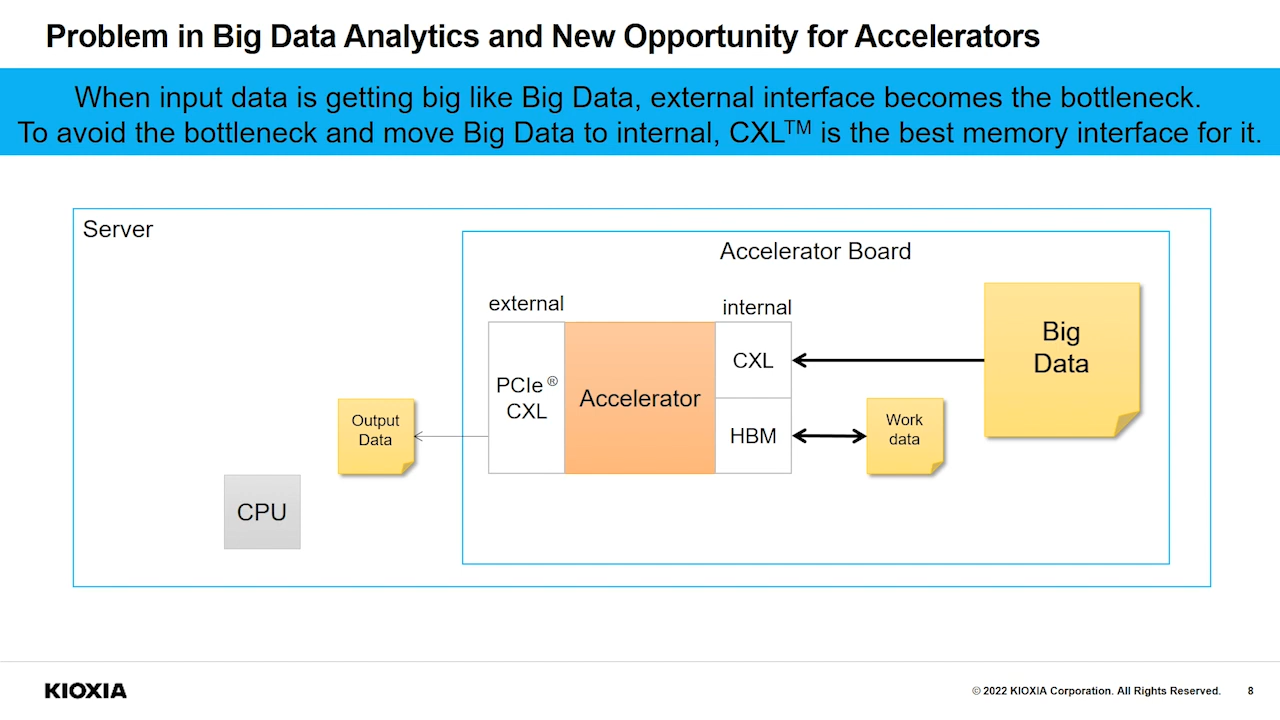 Problem in Big Data Analytics and New Opportunity for Accelerators
When input data is getting big like Big Data, external interface becomes the bottleneck.
To avoid the bottleneck and move Big Data to internal, CXL™ is the best memory interface for it.
Server
Accelerator Board
external
internal
PCIe®
CXL
Accelerator
CXL
HBM
Big
Data
Work
data
Output
Data
CPU
KIOXIA
© 2022 KIOXIA Corporation. All Rights Reserved.
8